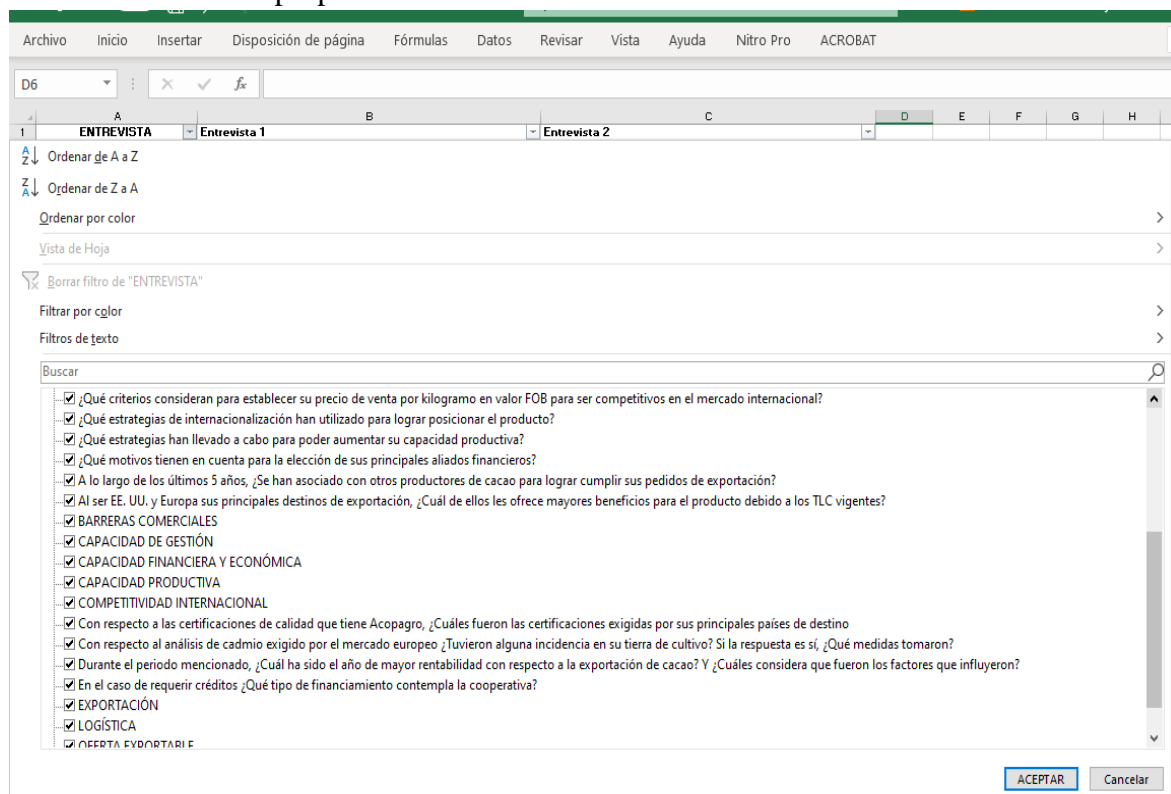 Archivo Inicio Insertar Disposición de página Fórmulas Datos Revisar Vista Ayuda Nitro Pro ACROBAT
D6 fx
A B C D E F G H
1 ENTREVISTA Entrevista 1 Entrevista 2
Ordenar de A a Z
Ordenar de Z a A
Ordenar por color
Vista de Hoja
Borrar filtro de "ENTREVISTA"
Filtrar por color
Filtros de texto
Buscar
¿Qué criterios consideran para establecer su precio de venta por kilogramo en valor FOB para ser competitivos en el mercado internacional?
¿Qué estrategias de internacionalización han utilizado para lograr posicionar el producto?
¿Qué estrategias han llevado a cabo para poder aumentar su capacidad productiva?
¿Qué motivos tienen en cuenta para la elección de sus principales aliados financieros?
A lo largo de los últimos 5 años, ¿Se han asociado con otros productores de cacao para lograr cumplir sus pedidos de exportación?
Al ser EE. UU. y Europa sus principales destinos de exportación, ¿Cuál de ellos les ofrece mayores beneficios para el producto debido a los TLC vigentes?
BARRERAS COMERCIALES
CAPACIDAD DE GESTIÓN
CAPACIDAD FINANCIERA Y ECONÓMICA
CAPACIDAD PRODUCTIVA
COMPETITIVIDAD INTERNACIONAL
Con respecto a las certificaciones de calidad que tiene Acopagro, ¿Cuáles fueron las certificaciones exigidas por sus principales países de destino
Con respecto al análisis de cadmio exigido por el mercado europeo ¿Tuvieron alguna incidencia en su tierra de cultivo? Si la respuesta es sí, ¿Qué medidas tomaron?
Durante el periodo mencionado, ¿Cuál ha sido el año de mayor rentabilidad con respecto a la exportación de cacao? Y ¿Cuáles considera que fueron los factores que influyeron?
En el caso de requerir créditos ¿Qué tipo de financiamiento contempla la cooperativa?
EXPORTACIÓN
LOGÍSTICA
OFERTA EXPORTABLE
ACEPTAR Cancelar